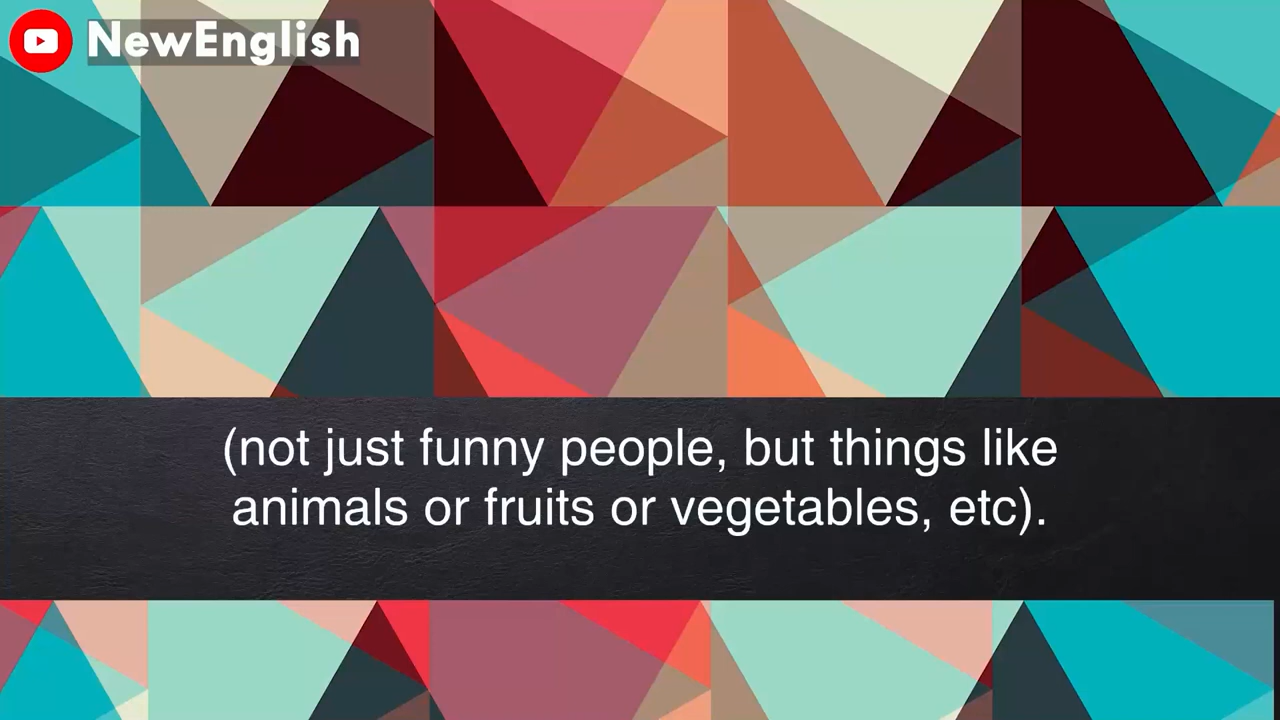 NewEnglish
(not just funny people, but things like
animals or fruits or vegetables, etc).